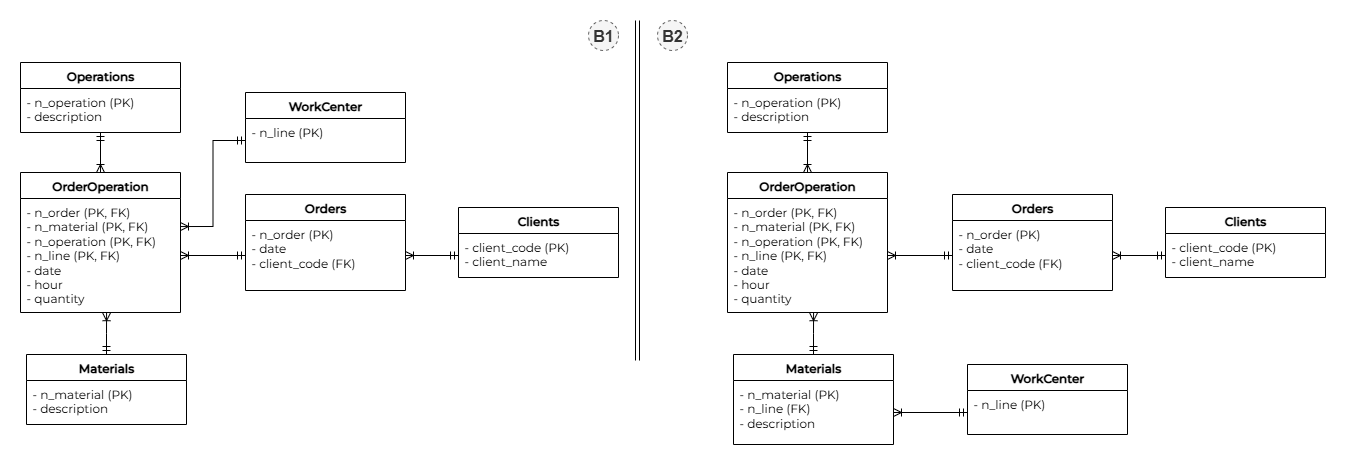 B1
Operations
- n_operation (PK)
- description
WorkCenter
- n_line (PK)
OrderOperation
- n_order (PK, FK)
- n_material (PK, FK)
- n_operation (PK, FK)
- n_line (PK, FK)
- date
- hour
- quantity
Orders
- n_order (PK)
- date
- client_code (FK)
Clients
- client_code (PK)
- client_name
Materials
- n_material (PK)
- description
B2
Operations
- n_operation (PK)
- description
OrderOperation
- n_order (PK, FK)
- n_material (PK, FK)
- n_operation (PK, FK)
- n_line (PK, FK)
- date
- hour
- quantity
Orders
- n_order (PK)
- date
- client_code (FK)
Clients
- client_code (PK)
- client_name
Materials
- n_material (PK)
- n_line (FK)
- description
WorkCenter
- n_line (PK)